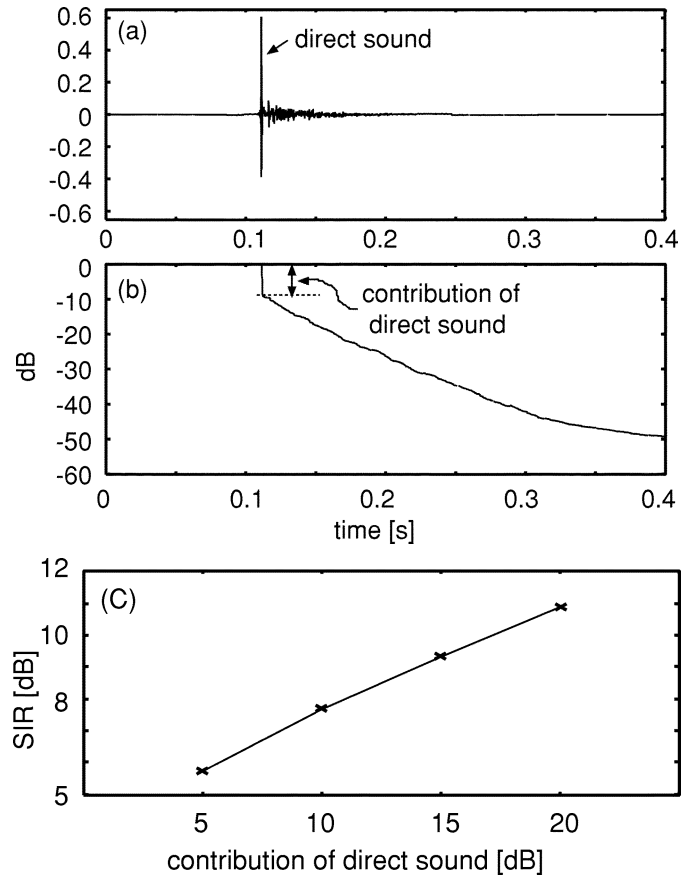 0.6
(a)
direct sound
0.4
0.2
0
-0.2
-0.4
-0.6
0 0.1 0.2 0.3 0.4
0
(b)
contribution of
direct sound
-10
-20
-30
-40
-50
-60
dB
0 0.1 0.2 0.3 0.4
time [s]
12
(C)
10
8
5
SIR [dB]
5 10 15 20
contribution of direct sound [dB]